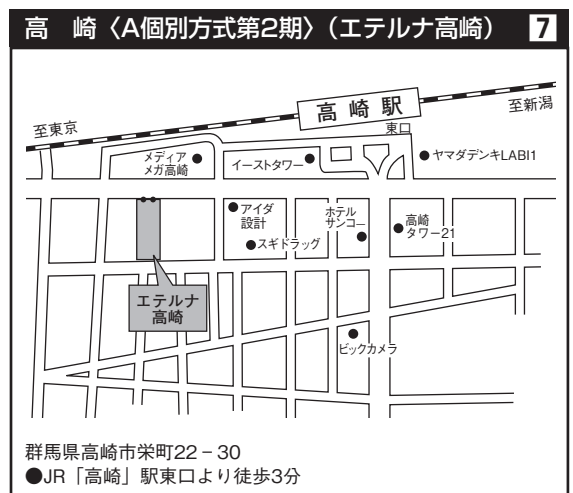 高　崎〈A個別方式第2期〉（エテルナ高崎） 7
高崎駅
至東京
至新潟
東口
メディア
メガ高崎
イーストタワー
ヤマダデンキLABI1
アイダ
設計
ホテル
サンコー
高崎
タワー21
スギドラッグ
エテルナ
高崎
ビックカメラ
群馬県高崎市栄町22－30
●JR「高崎」駅東口より徒歩3分